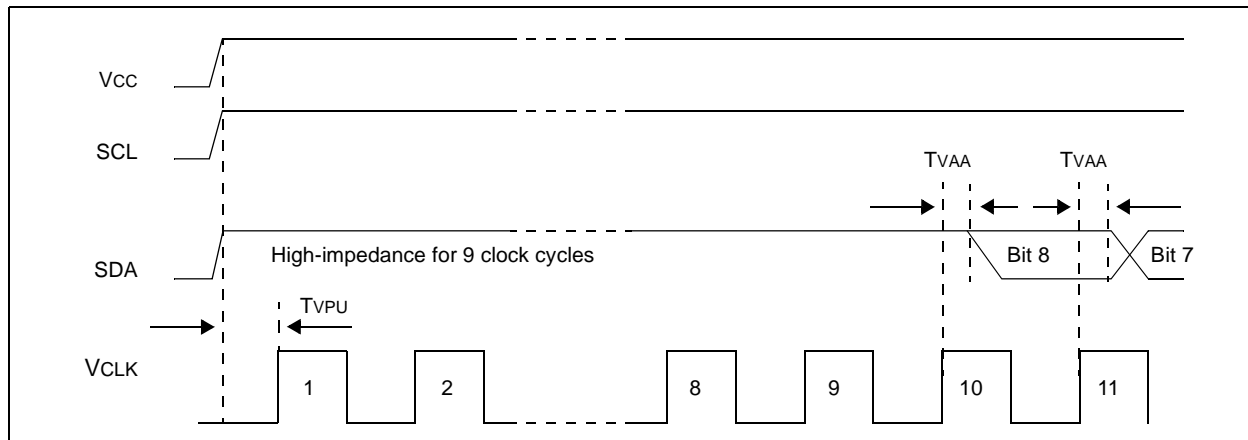 VCC
SCL
TVAA TVAA
SDA
High-impedance for 9 clock cycles
Bit 8
Bit 7
TVPU
VCLK
1 2 8 9 10 11